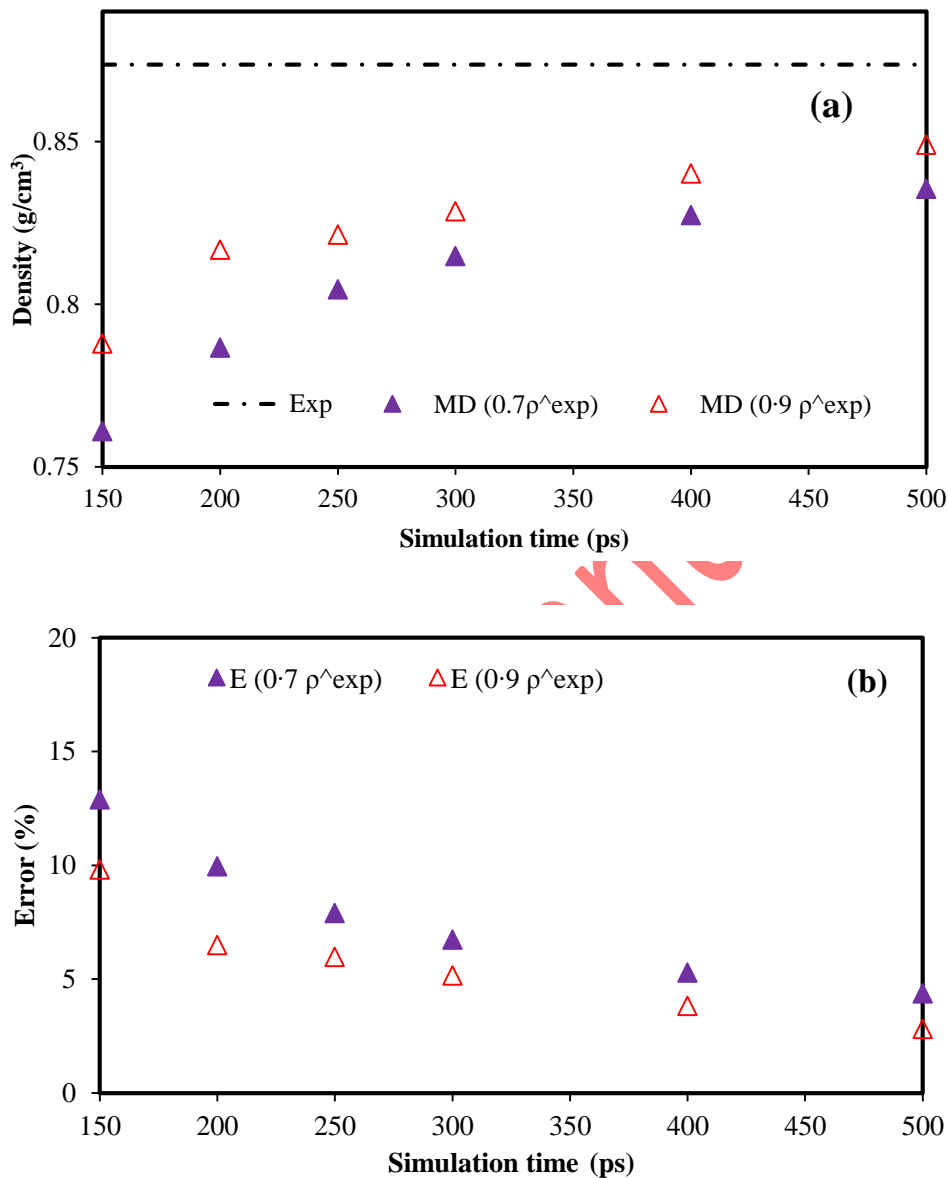 (a)
0.85
0.8
0.75
Density (g/cm³)
Exp MD (0.7ρ^exp) MD (0·9 ρ^exp)
150 200 250 300 350 400 450 500
Simulation time (ps)
20
15
10
5
0
Error (%)
E (0·7 ρ^exp) E (0·9 ρ^exp)
(b)
150 200 250 300 350 400 450 500
Simulation time (ps)